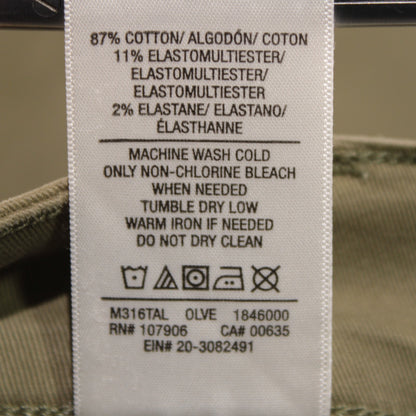 87% COTTON/ ALGODÓN/ COTON
11% ELASTOMULTIESTER/
ELASTOMULTIESTER/
ELASTOMULTIESTER
2% ELASTANE/ ELASTANO/
ÉLASTHANNE
MACHINE WASH COLD
ONLY NON-CHLORINE BLEACH
WHEN NEEDED
TUMBLE DRY LOW
WARM IRON IF NEEDED
DO NOT DRY CLEAN
M316TAL OLVE 1846000
RN# 107906 CA# 00635
EIN# 20-3082491